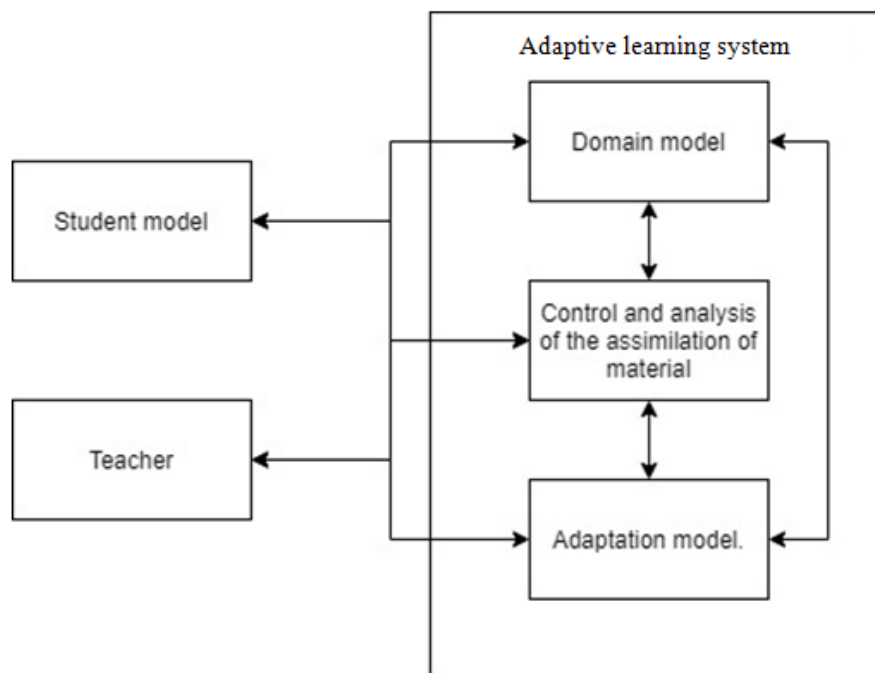 Adaptive learning system
Domain model
Student model
Control and analysis
of the assimilation of
material
Teacher
Adaptation model.